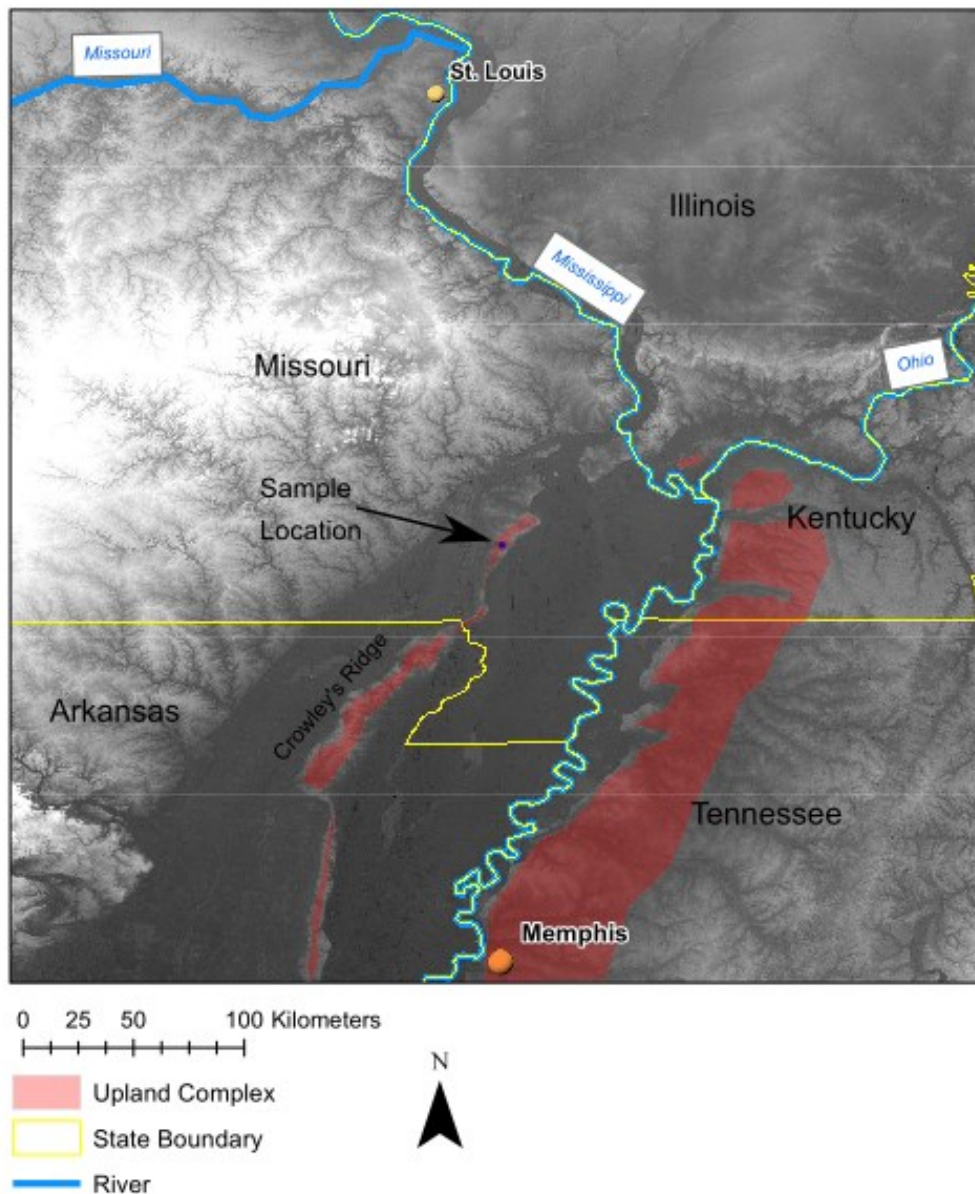 Missouri
St. Louis
Illinois
Mississippi
Missouri
Ohio
Sample
Location
Kentucky
Crowley's Ridge
Arkansas
Tennessee
Memphis
0 25 50 100 Kilometers
N
Upland Complex
State Boundary
River